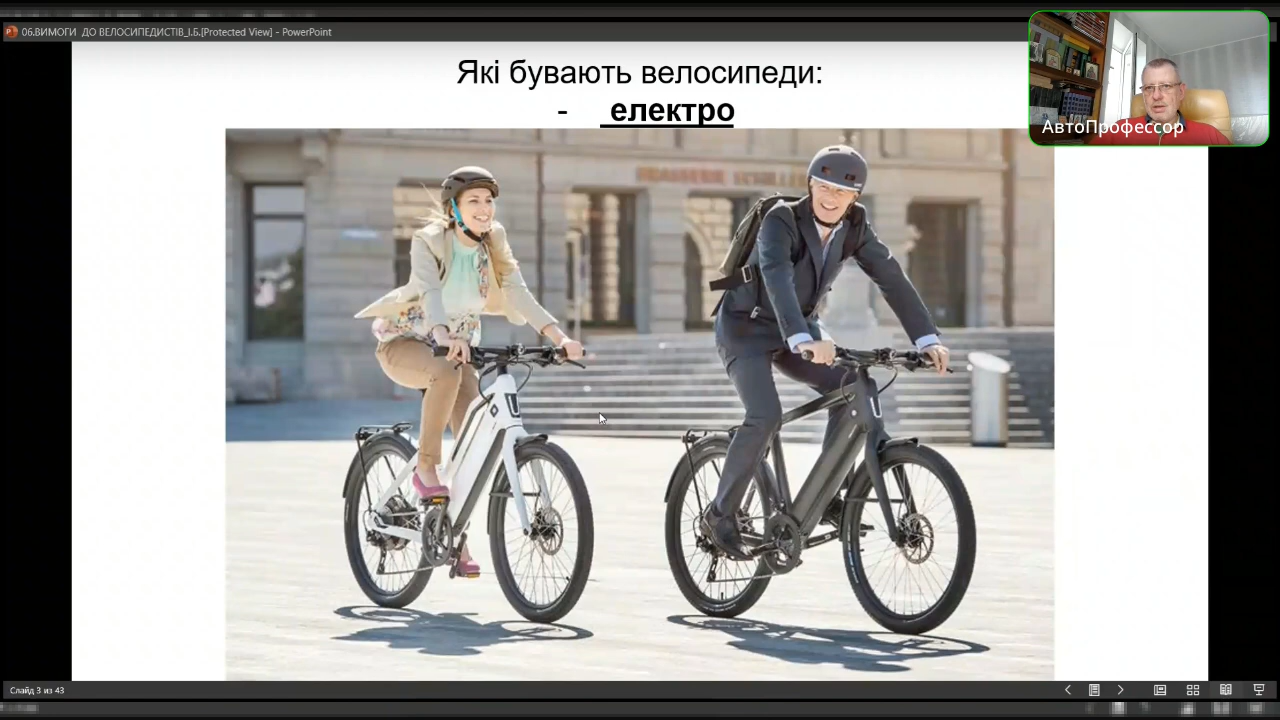 06.ВИМОГИ ДО ВЕЛОСИПЕДИСТІВ_І.Б.[Protected View] - PowerPoint
Які бувають велосипеди:
- електро
АвтоПрофессор
Слайд 3 из 43